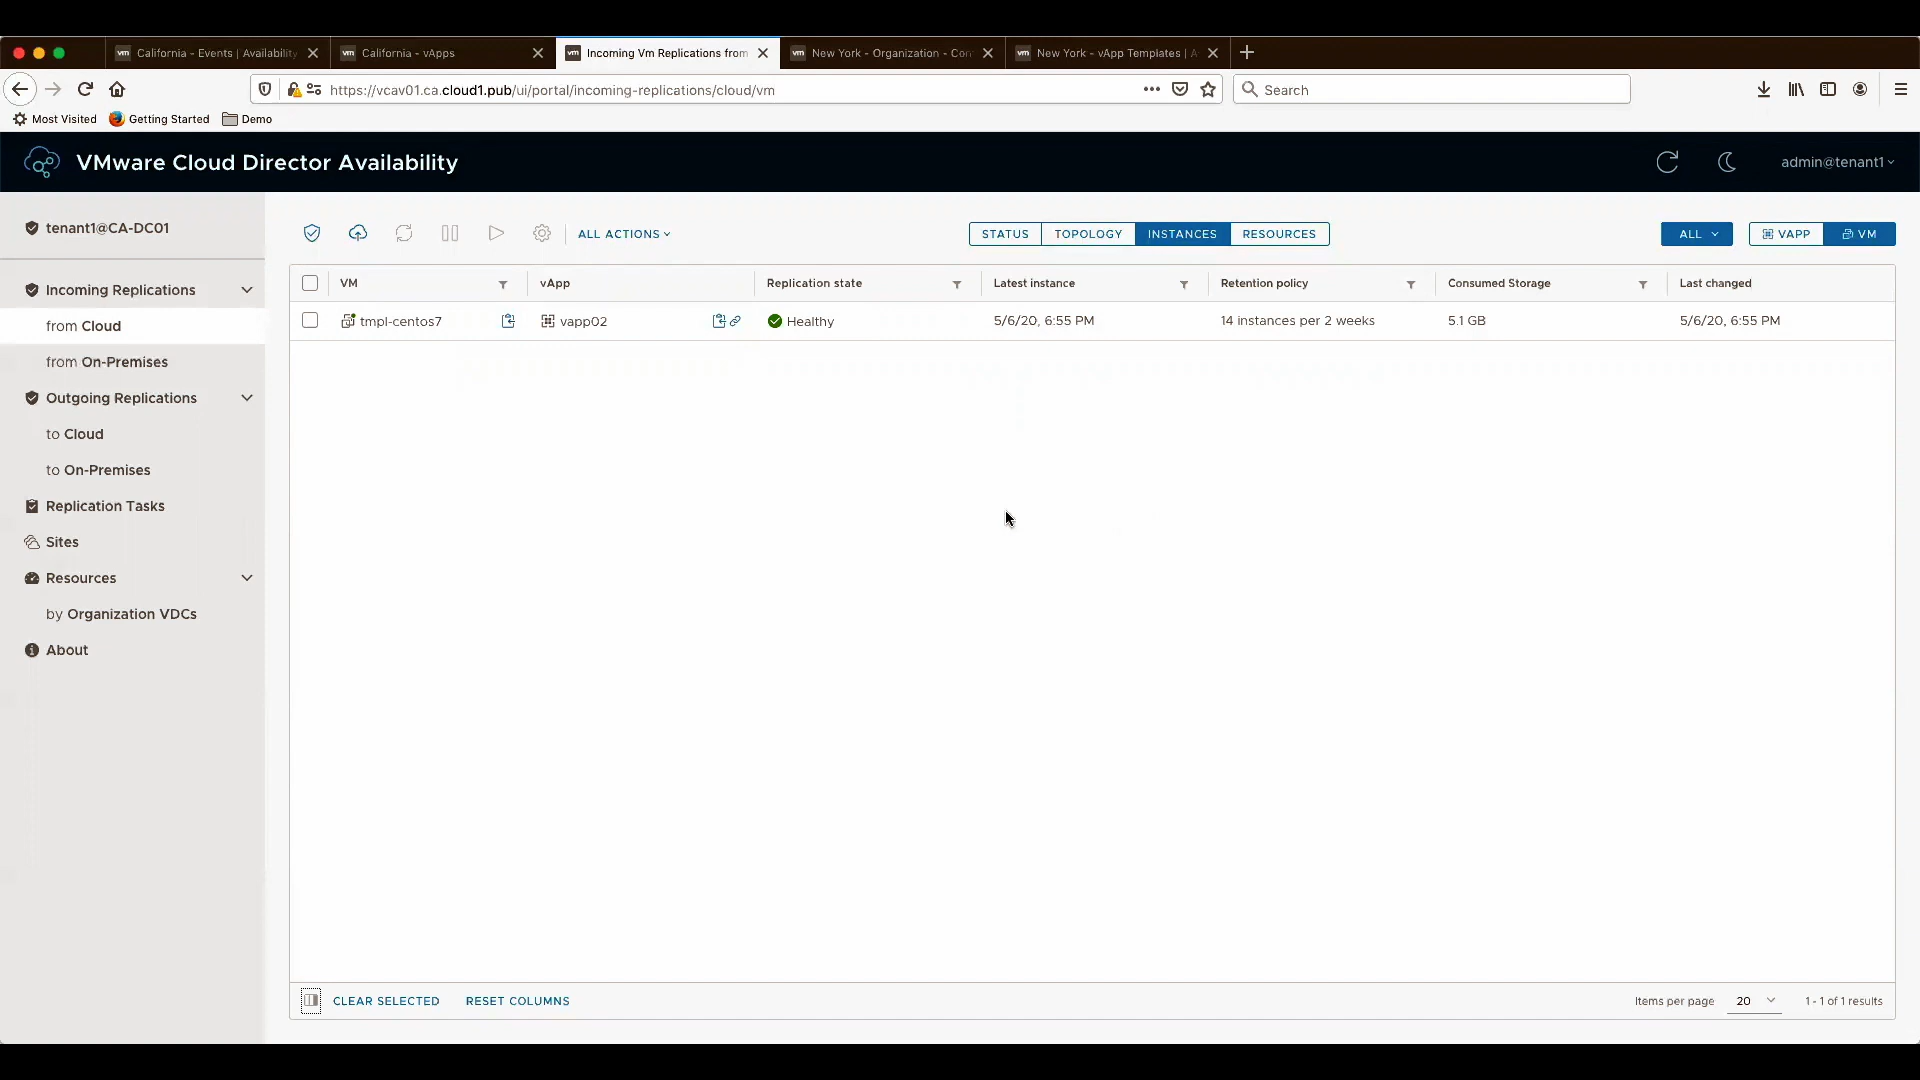 California - Events | Availability
California - vApps
Incoming Vm Replications from
New York - Organization - Con
New York - vApp Templates | A
https://vcav01.ca.cloud1.pub/ui/portal/incoming-replications/cloud/vm
Search
Most Visited
Getting Started
Demo
VMware Cloud Director Availability
admin@tenant1
tenant1@CA-DC01
Incoming Replications
from Cloud
from On-Premises
Outgoing Replications
to Cloud
to On-Premises
Replication Tasks
Sites
Resources
by Organization VDCs
About
ALL ACTIONS
STATUS TOPOLOGY INSTANCES RESOURCES
ALL
VAPP VM
VM vApp Replication state Latest instance Retention policy Consumed Storage Last changed
tmpl-centos7 vapp02 Healthy 5/6/20, 6:55 PM 14 instances per 2 weeks 5.1 GB 5/6/20, 6:55 PM
CLEAR SELECTED RESET COLUMNS
Items per page 20 1 - 1 of 1 results